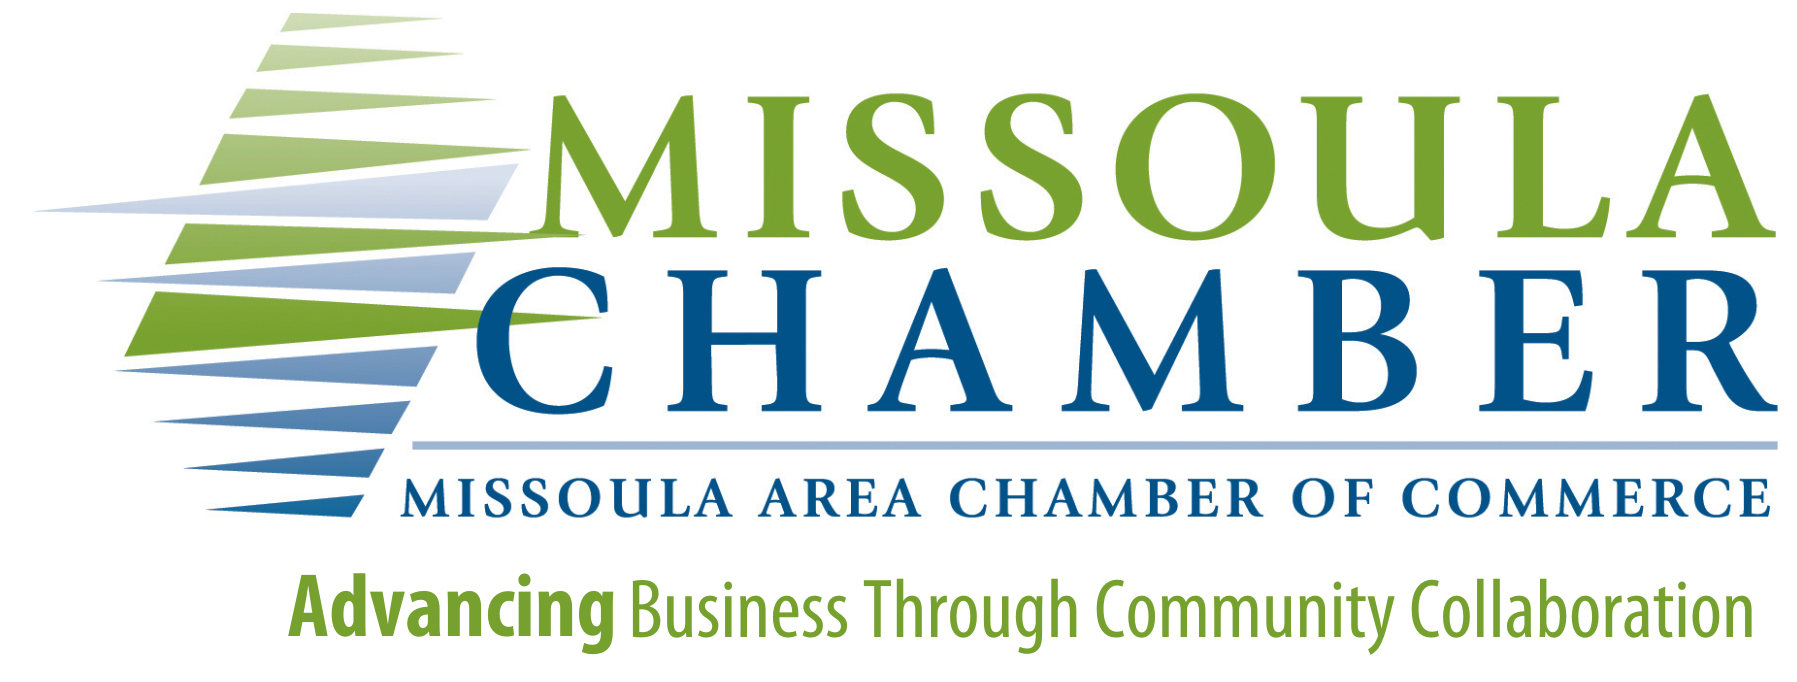 MISSOULA
CHAMBER
MISSOULA AREA CHAMBER OF COMMERCE
Advancing Business Through Community Collaboration